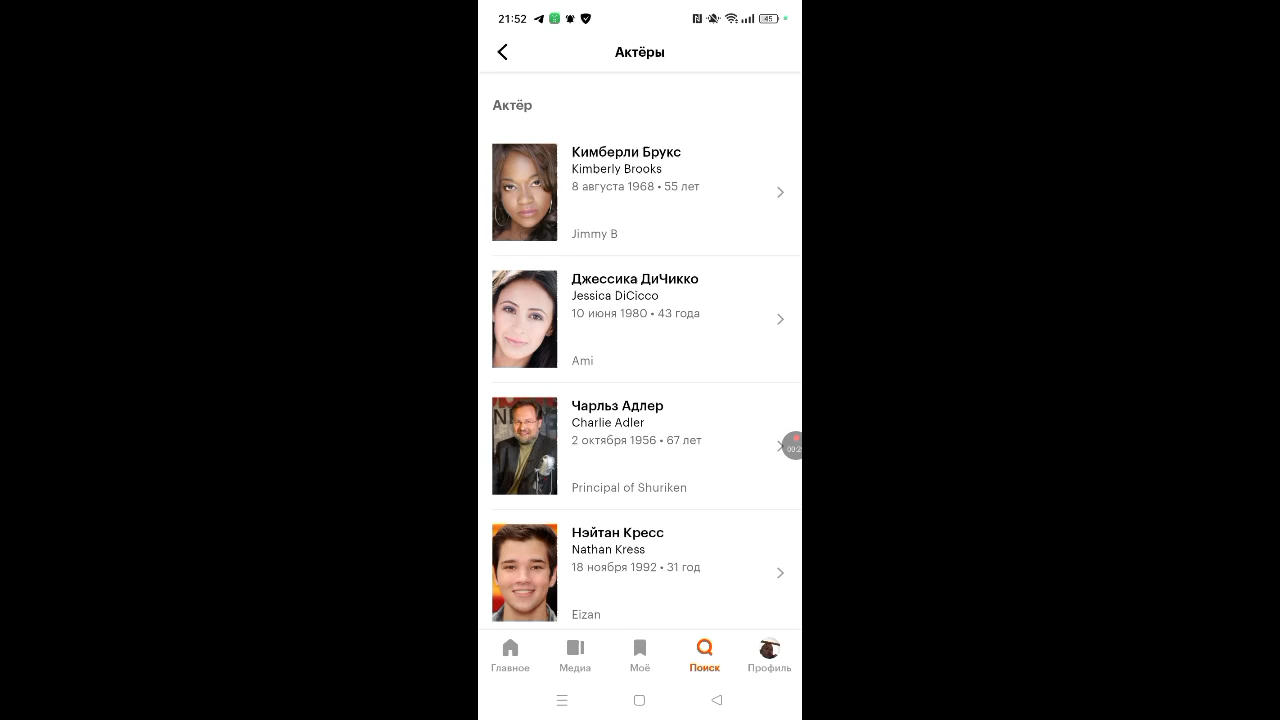 21:52
45
Актёры
Актёр
Кимберли Брукс
Kimberly Brooks
8 августа 1968 • 55 лет
Jimmy B
Джессика ДиЧикко
Jessica DiCicco
10 июня 1980 • 43 года
Ami
Чарльз Адлер
Charlie Adler
2 октября 1956 • 67 лет
Principal of Shuriken
Нэйтан Кресс
Nathan Kress
18 ноября 1992 • 31 год
Eizan
Главное Медиа Моё Поиск Профиль